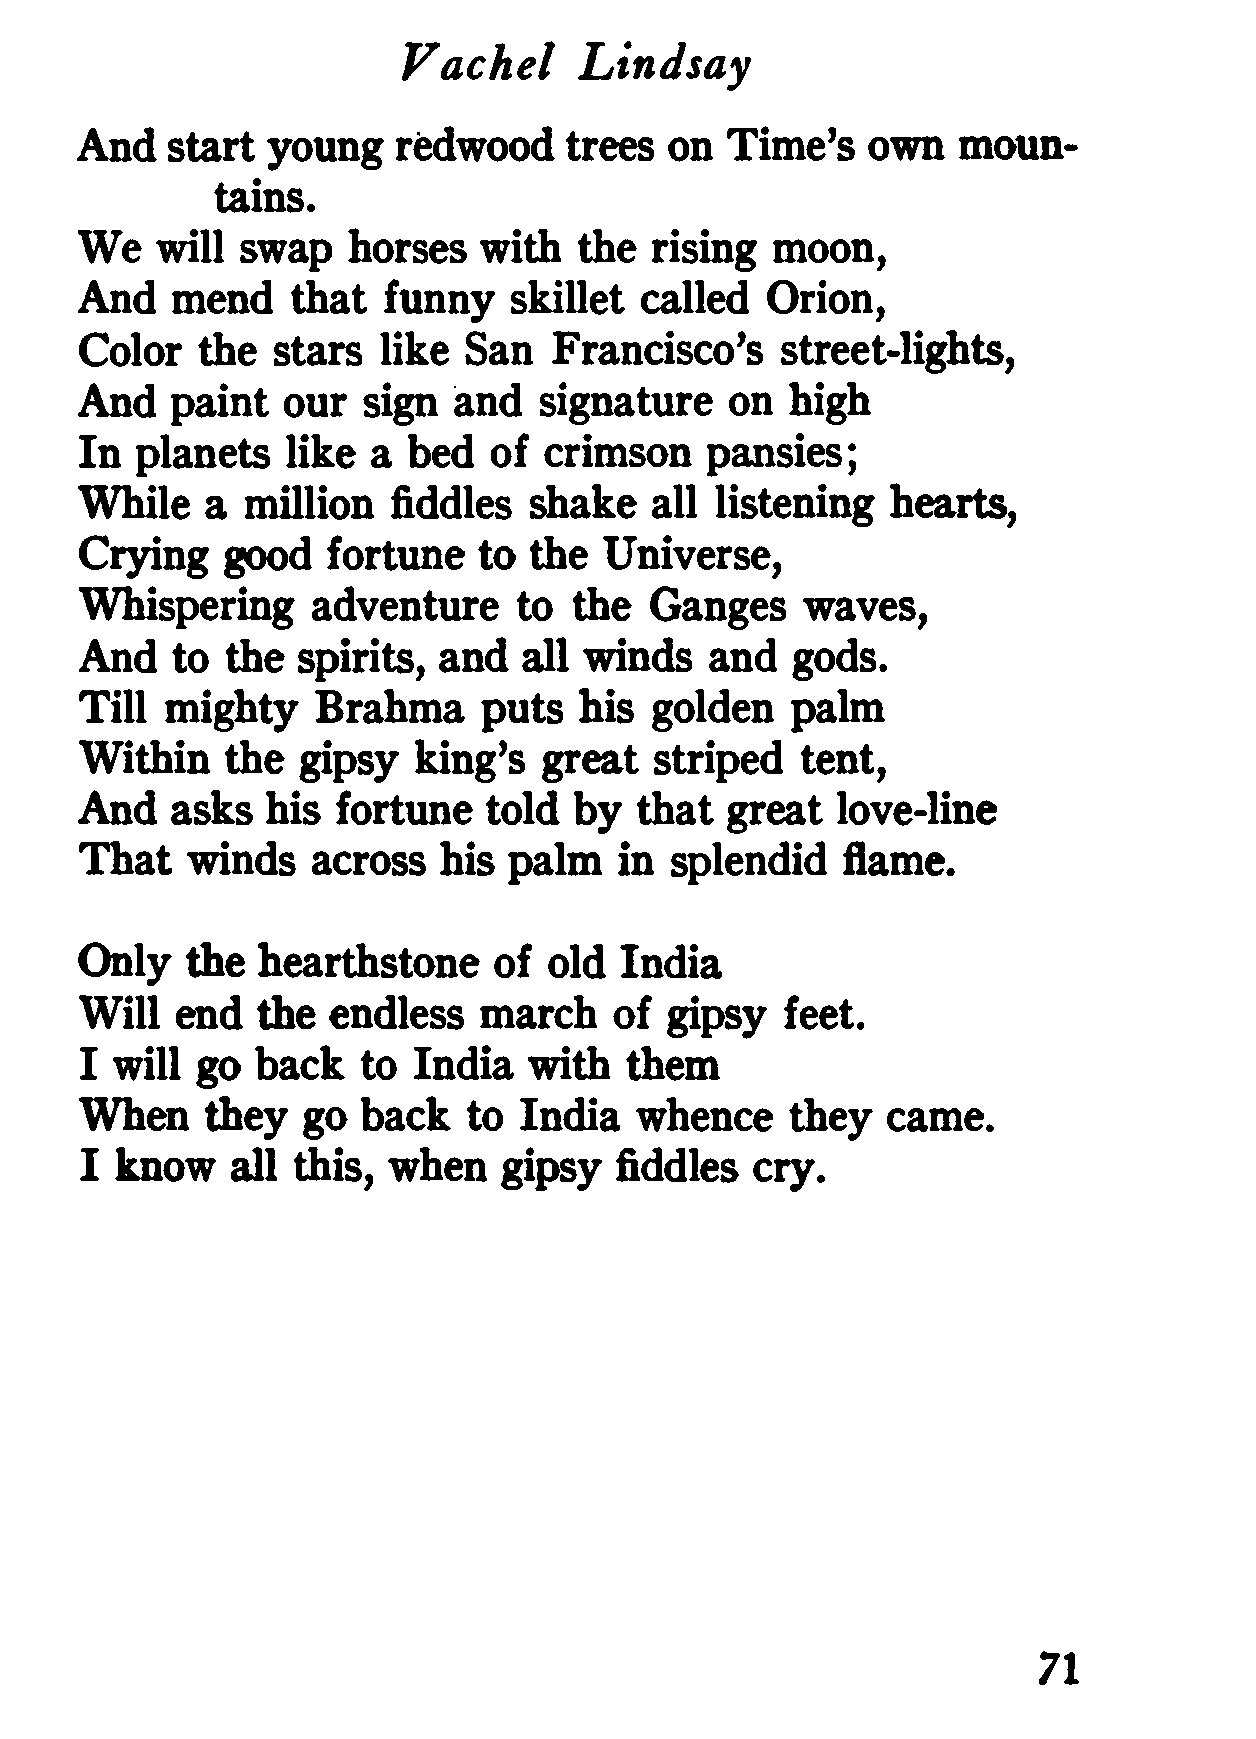 Vachel Lindsay
And start young redwood trees on Time's own moun-
tains.
We will swap horses with the rising moon,
And mend that funny skillet called Orion,
Color the stars like San Francisco's street-lights,
And paint our sign and signature on high
In planets like a bed of crimson pansies;
While a million fiddles shake all listening hearts,
Crying good fortune to the Universe,
Whispering adventure to the Ganges waves,
And to the spirits, and all winds and gods.
Till mighty Brahma puts his golden palm
Within the gipsy king's great striped tent,
And asks his fortune told by that great love-line
That winds across his palm in splendid flame.
Only the hearthstone of old India
Will end the endless march of gipsy feet.
I will go back to India with them
When they go back to India whence they came.
I know all this, when gipsy fiddles cry.
71